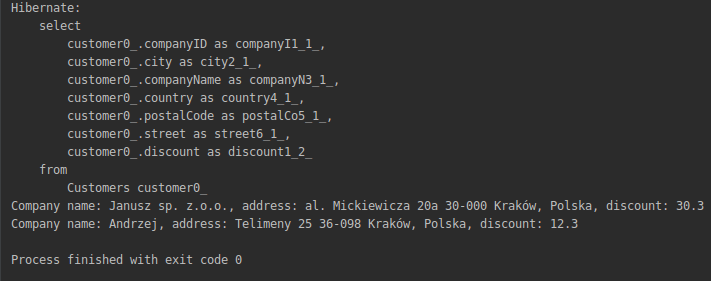 Hibernate:
    select
        customer0_.companyID as companyI1_1_,
        customer0_.city as city2_1_,
        customer0_.companyName as companyN3_1_,
        customer0_.country as country4_1_,
        customer0_.postalCode as postalCo5_1_,
        customer0_.street as street6_1_,
        customer0_.discount as discount1_2_
    from
        Customers customer0_
Company name: Janusz sp. z.o.o., address: al. Mickiewicza 20a 30-000 Kraków, Polska, discount: 30.3
Company name: Andrzej, address: Telimeny 25 36-098 Kraków, Polska, discount: 12.3
Process finished with exit code 0